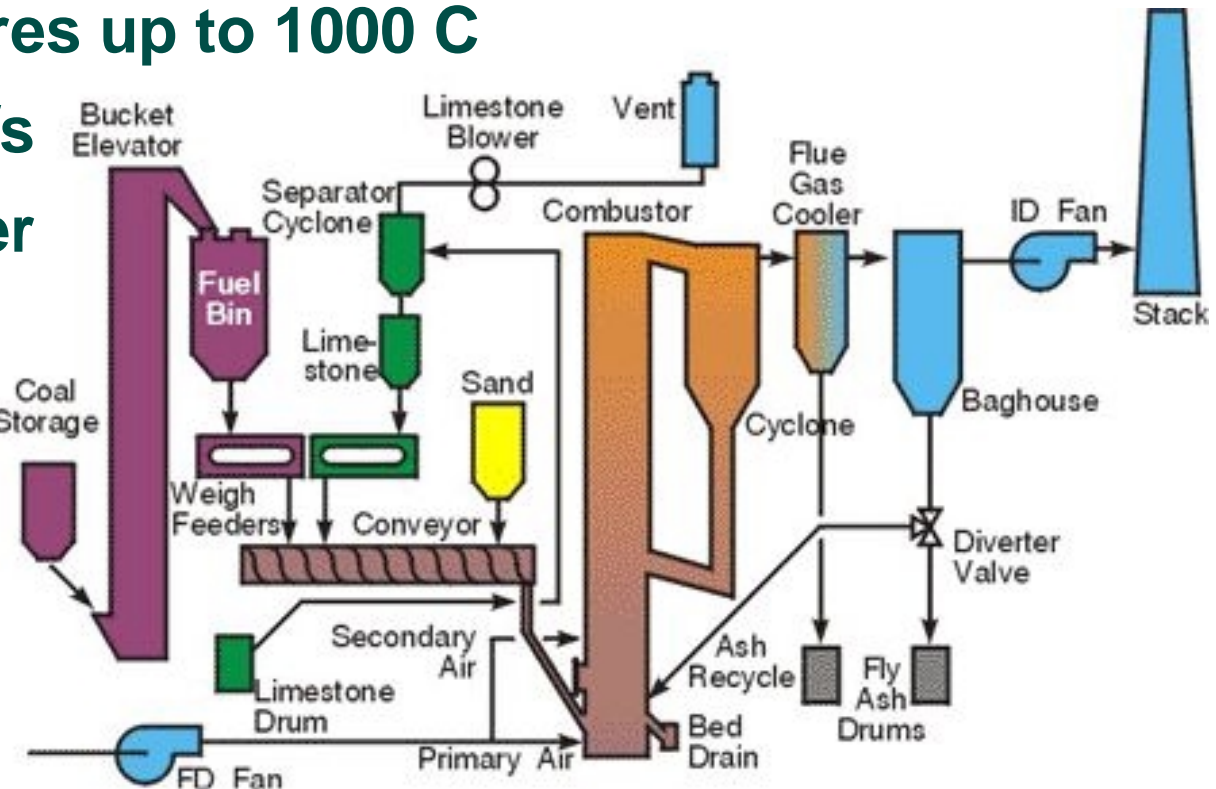 res up to 1000 C
/s
er
Bucket
Elevator
Limestone
Blower
Vent
Separator
Cyclone
Combustor
Flue
Gas
Cooler
ID Fan
Stack
Fuel
Bin
Lime-
stone
Sand
Coal
Storage
Cyclone
Baghouse
Weigh
Feeders
Conveyor
Diverter
Valve
Secondary
Air
Ash
Recycle
Fly
Ash
Drums
Limestone
Drum
Primary Air
Bed
Drain
FD Fan